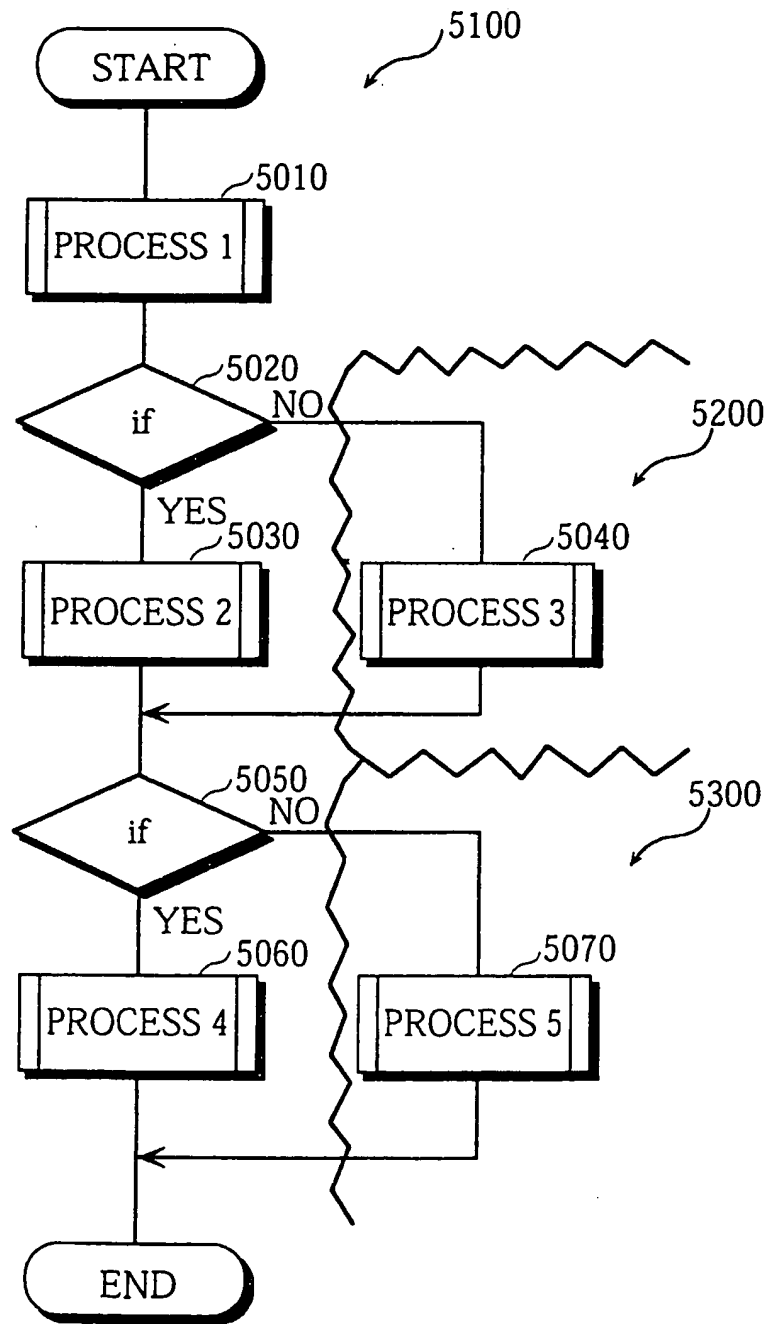 5100
START
5010
PROCESS 1
5020
if
NO
5200
YES
5030
5040
PROCESS 2
PROCESS 3
5050
if
NO
5300
YES
5060
5070
PROCESS 4
PROCESS 5
END